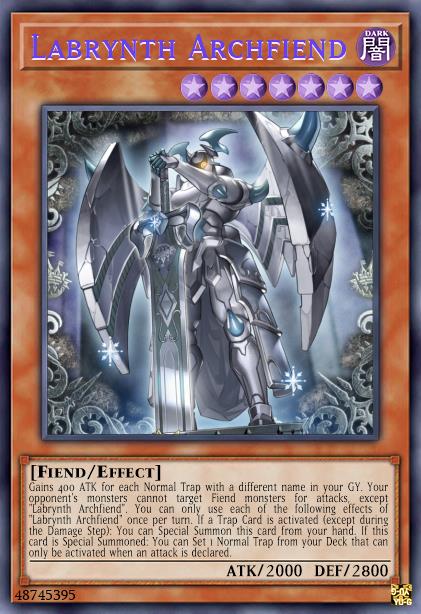 LABRYNTH ARCHFIEND
DARK
闇
[FIEND/EFFECT]
Gains 400 ATK for each Normal Trap with a different name in your GY. Your
opponent's monsters cannot target Fiend monsters for attacks, except
"Labrynth Archfiend". You can only use each of the following effects of
"Labrynth Archfiend" once per turn. If a Trap Card is activated (except during
the Damage Step): You can Special Summon this card from your hand. If this
card is Special Summoned: You can Set 1 Normal Trap from your Deck that can
only be activated when an attack is declared.
ATK/2000 DEF/2800
48745395